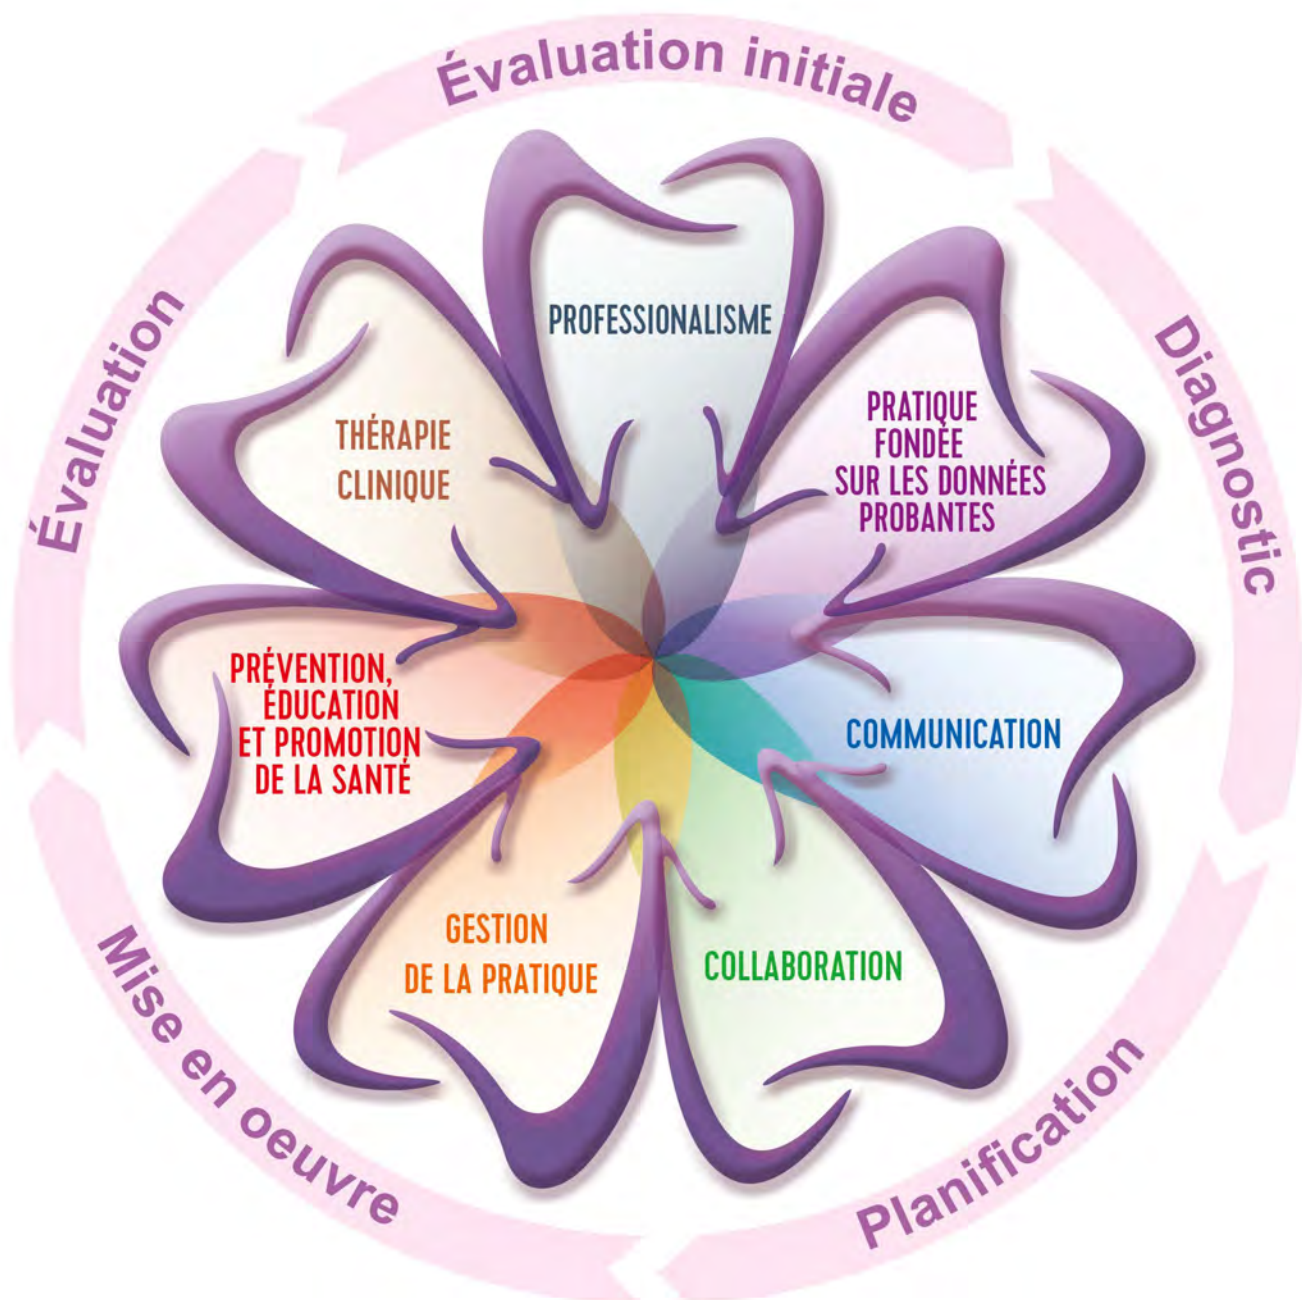 Évaluation initiale
Diagnostic
Planification
Mise en oeuvre
Évaluation
PROFESSIONALISME
PRATIQUE
FONDÉE
SUR LES DONNÉES
PROBANTES
COMMUNICATION
COLLABORATION
GESTION
DE LA PRATIQUE
PRÉVENTION,
ÉDUCATION
ET PROMOTION
DE LA SANTÉ
THÉRAPIE
CLINIQUE